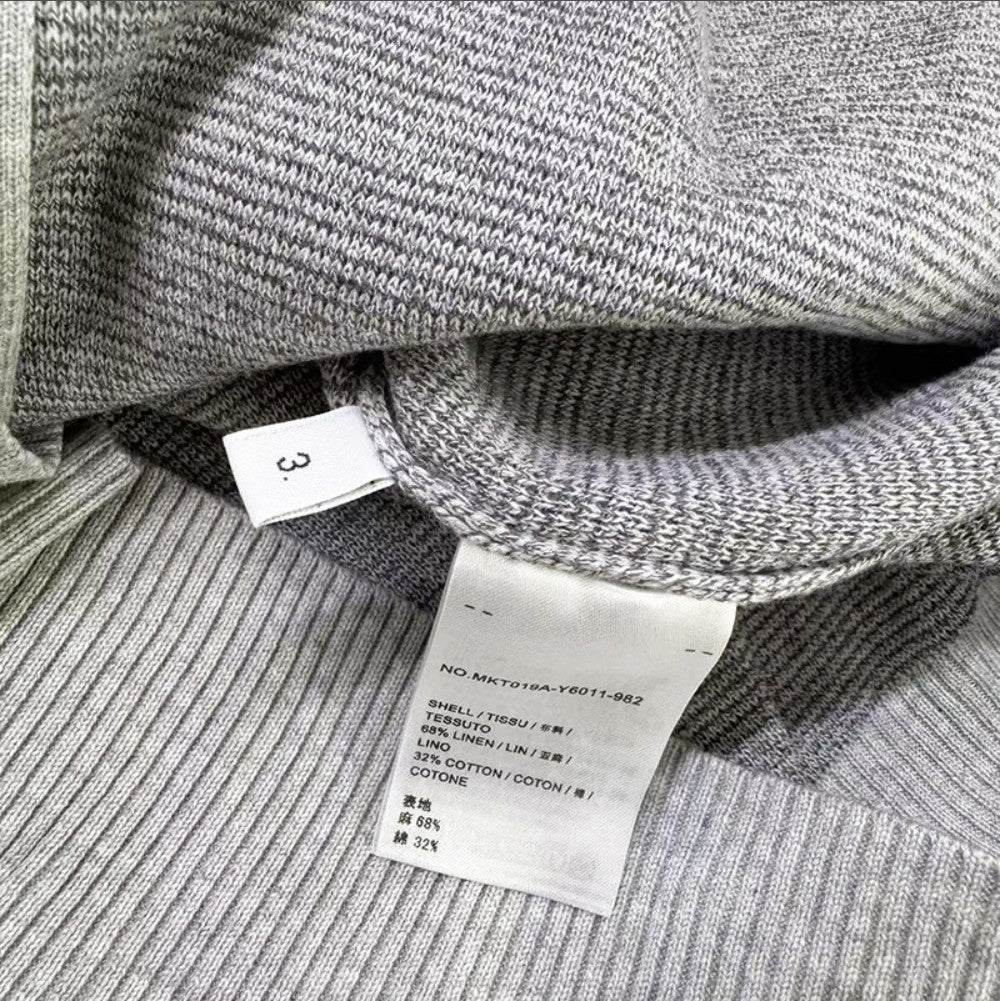 3.
NO.MKT019A-Y6011-982
SHELL / TISSU / 布料 /
TESSUTO
68% LINEN / LIN / 亚麻 /
LINO
32% COTTON / COTON / 棉 /
COTONE
表地
麻 68%
綿 32%